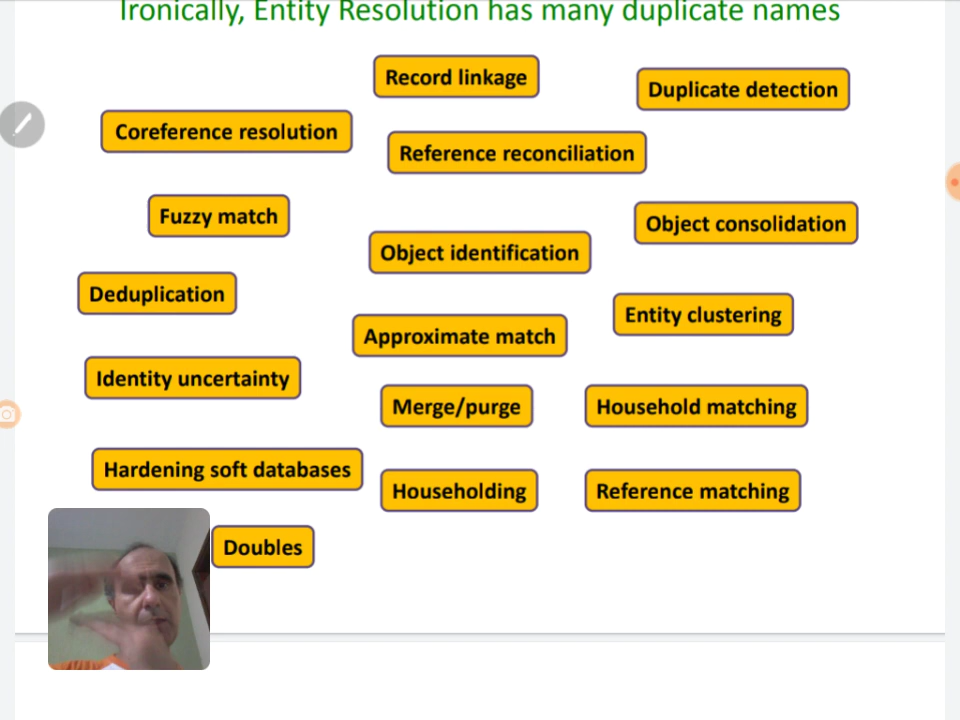 Ironically, Entity Resolution has many duplicate names
Record linkage
Duplicate detection
Coreference resolution
Reference reconciliation
Fuzzy match
Object consolidation
Object identification
Deduplication
Entity clustering
Approximate match
Identity uncertainty
Merge/purge
Household matching
Hardening soft databases
Householding
Reference matching
Doubles